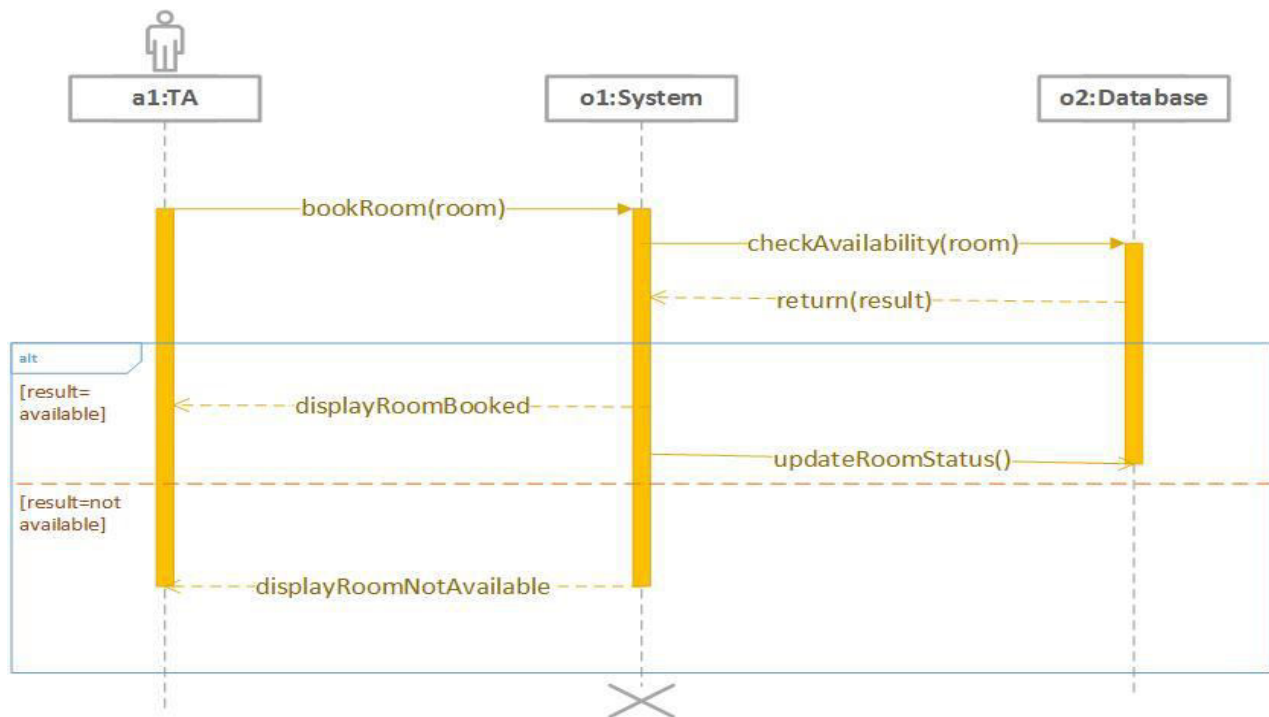 a1:TA
o1:System
o2:Database
bookRoom(room)
checkAvailability(room)
return(result)
alt
[result=
available]
displayRoomBooked
updateRoomStatus()
[result=not
available]
displayRoomNotAvailable